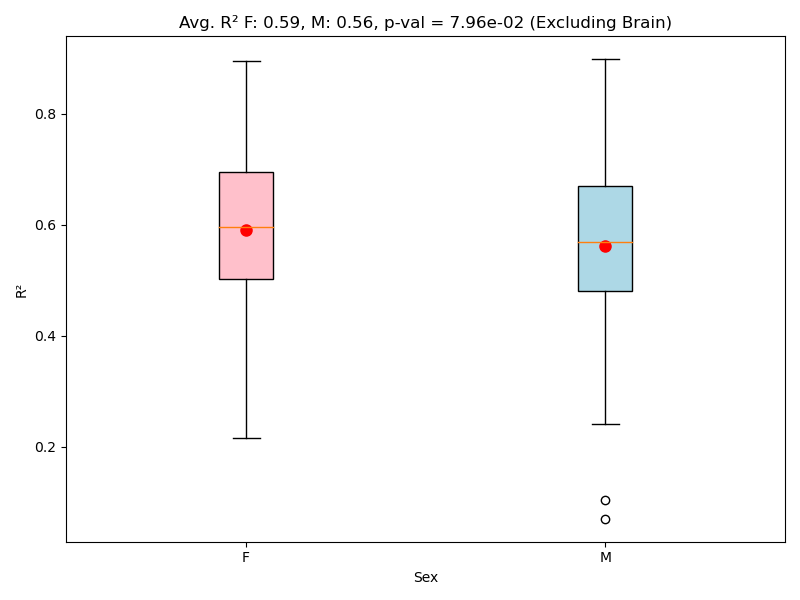 Avg. R² F: 0.59, M: 0.56, p-val = 7.96e-02 (Excluding Brain)
0.8
0.6
0.4
0.2
R²
F
M
Sex